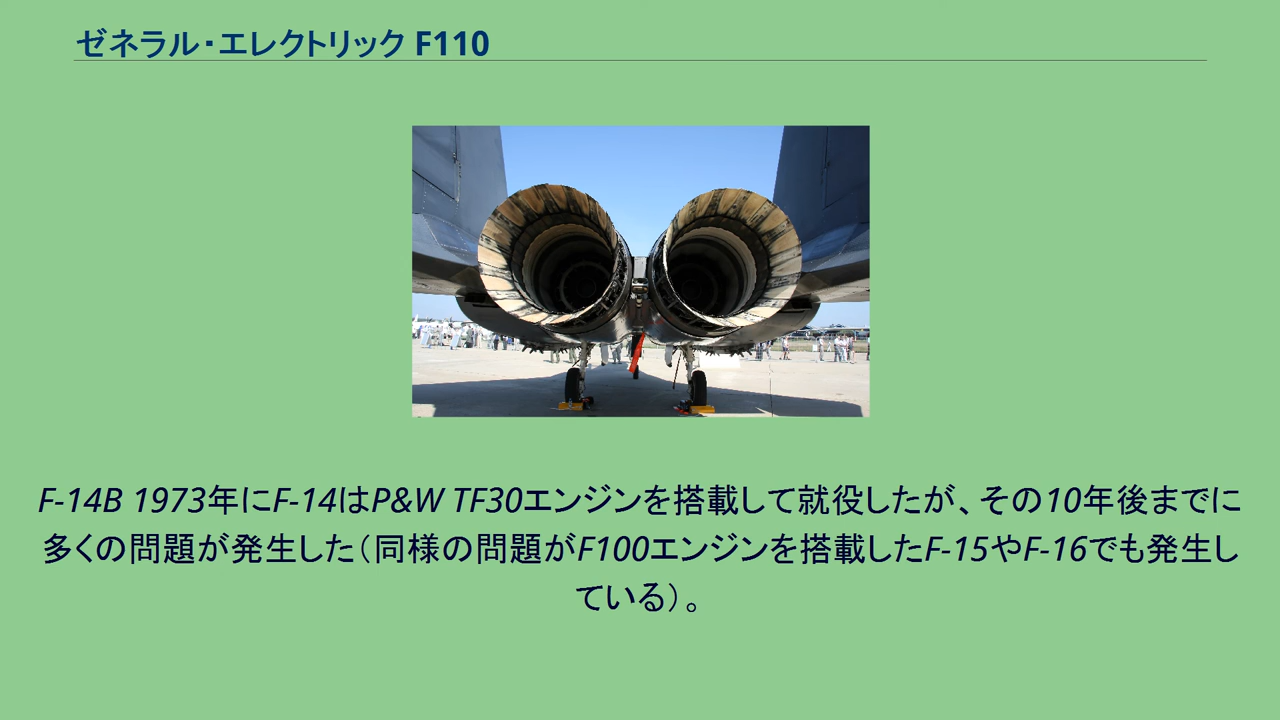 ゼネラル・エレクトリック F110
F-14B 1973年にF-14はP&W TF30エンジンを搭載して就役したが、その10年後までに
多くの問題が発生した（同様の問題がF100エンジンを搭載したF-15やF-16でも発生し
ている）。